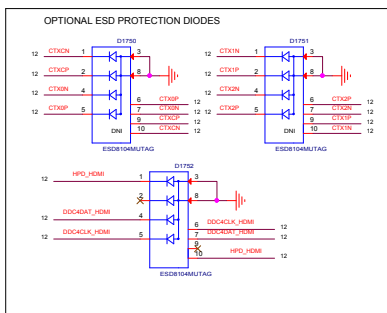 OPTIONAL ESD PROTECTION DIODES
D1750
12 CTXCN 1 3
12 CTXCP 2 8
12 CTX0N 4
12 CTX0P 5
6 CTX0P 12
7 CTX0N 12
9 CTXCP 12
DNI 10 CTXCN 12
ESD8104MUTAG
D1751
12 CTX1N 1 3
12 CTX1P 2 8
12 CTX2N 4
12 CTX2P 5
6 CTX2P 12
7 CTX2N 12
9 CTX1P 12
DNI 10 CTX1N 12
ESD8104MUTAG
D1752
12 HPD_HDMI 1 3
2 8
12 DDC4DAT_HDMI 4
12 DDC4CLK_HDMI 5
6 DDC4CLK_HDMI 12
7 DDC4DAT_HDMI 12
9
10 HPD_HDMI 12
ESD8104MUTAG